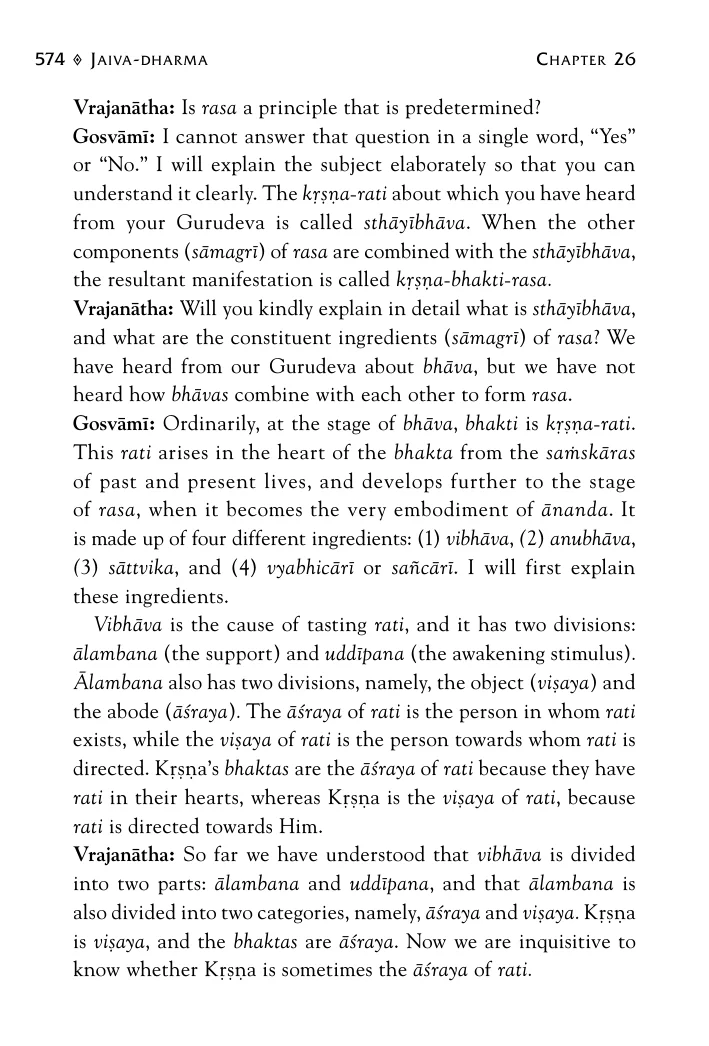 574 ◊ JAIVA-DHARMA CHAPTER 26
Vrajanātha: Is rasa a principle that is predetermined?
Gosvāmī: I cannot answer that question in a single word, “Yes”
or “No.” I will explain the subject elaborately so that you can
understand it clearly. The kṛṣṇa-rati about which you have heard
from your Gurudeva is called sthāyībhāva. When the other
components (sāmagrī) of rasa are combined with the sthāyībhāva,
the resultant manifestation is called kṛṣṇa-bhakti-rasa.
Vrajanātha: Will you kindly explain in detail what is sthāyībhāva,
and what are the constituent ingredients (sāmagrī) of rasa? We
have heard from our Gurudeva about bhāva, but we have not
heard how bhāvas combine with each other to form rasa.
Gosvāmī: Ordinarily, at the stage of bhāva, bhakti is kṛṣṇa-rati.
This rati arises in the heart of the bhakta from the saṁskāras
of past and present lives, and develops further to the stage
of rasa, when it becomes the very embodiment of ānanda. It
is made up of four different ingredients: (1) vibhāva, (2) anubhāva,
(3) sāttvika, and (4) vyabhicārī or sañcārī. I will first explain
these ingredients.
Vibhāva is the cause of tasting rati, and it has two divisions:
ālambana (the support) and uddīpana (the awakening stimulus).
Ālambana also has two divisions, namely, the object (viṣaya) and
the abode (āśraya). The āśraya of rati is the person in whom rati
exists, while the viṣaya of rati is the person towards whom rati is
directed. Kṛṣṇa’s bhaktas are the āśraya of rati because they have
rati in their hearts, whereas Kṛṣṇa is the viṣaya of rati, because
rati is directed towards Him.
Vrajanātha: So far we have understood that vibhāva is divided
into two parts: ālambana and uddīpana, and that ālambana is
also divided into two categories, namely, āśraya and viṣaya. Kṛṣṇa
is viṣaya, and the bhaktas are āśraya. Now we are inquisitive to
know whether Kṛṣṇa is sometimes the āśraya of rati.